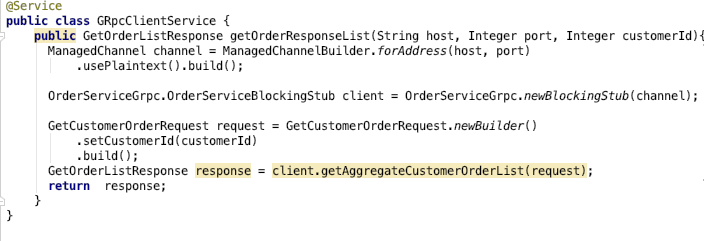 @Service
public class GRpcClientService {
    public GetOrderListResponse getOrderResponseList(String host, Integer port, Integer customerId){
      ManagedChannel channel = ManagedChannelBuilder.forAddress(host, port)
          .usePlaintext().build();

      OrderServiceGrpc.OrderServiceBlockingStub client = OrderServiceGrpc.newBlockingStub(channel);

      GetCustomerOrderRequest request = GetCustomerOrderRequest.newBuilder()
          .setCustomerId(customerId)
          .build();
      GetOrderListResponse response = client.getAggregateCustomerOrderList(request);
      return  response;
    }
}